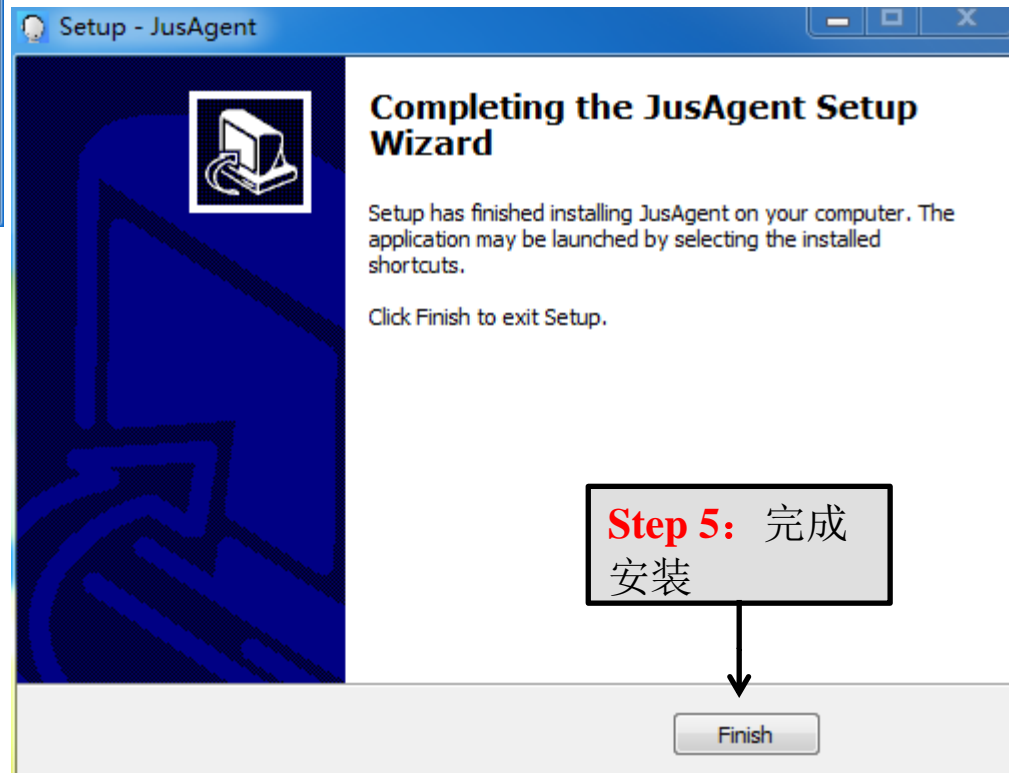 Setup - JusAgent
Completing the JusAgent Setup
Wizard
Setup has finished installing JusAgent on your computer. The
application may be launched by selecting the installed
shortcuts.
Click Finish to exit Setup.
Step 5：完成
安装
Finish